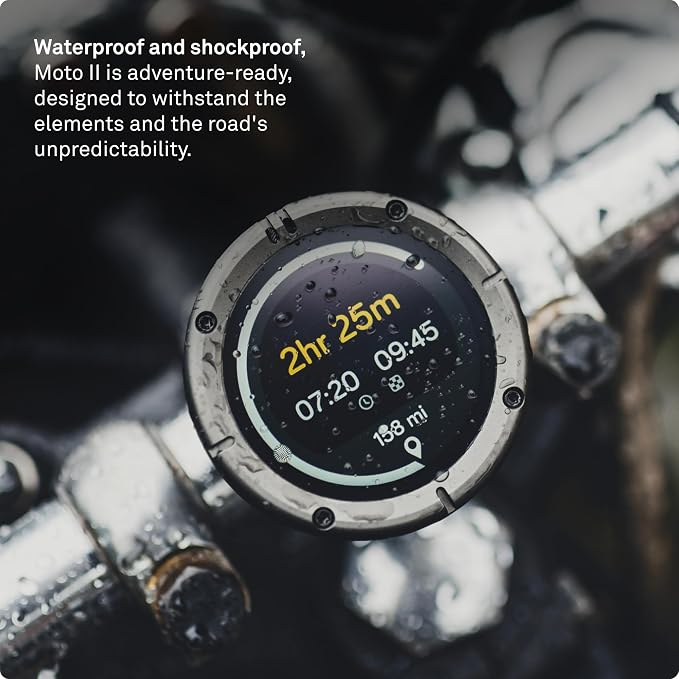 Waterproof and shockproof,
Moto II is adventure-ready,
designed to withstand the
elements and the road's
unpredictability.
2hr 25m
07:20 09:45
158 mi